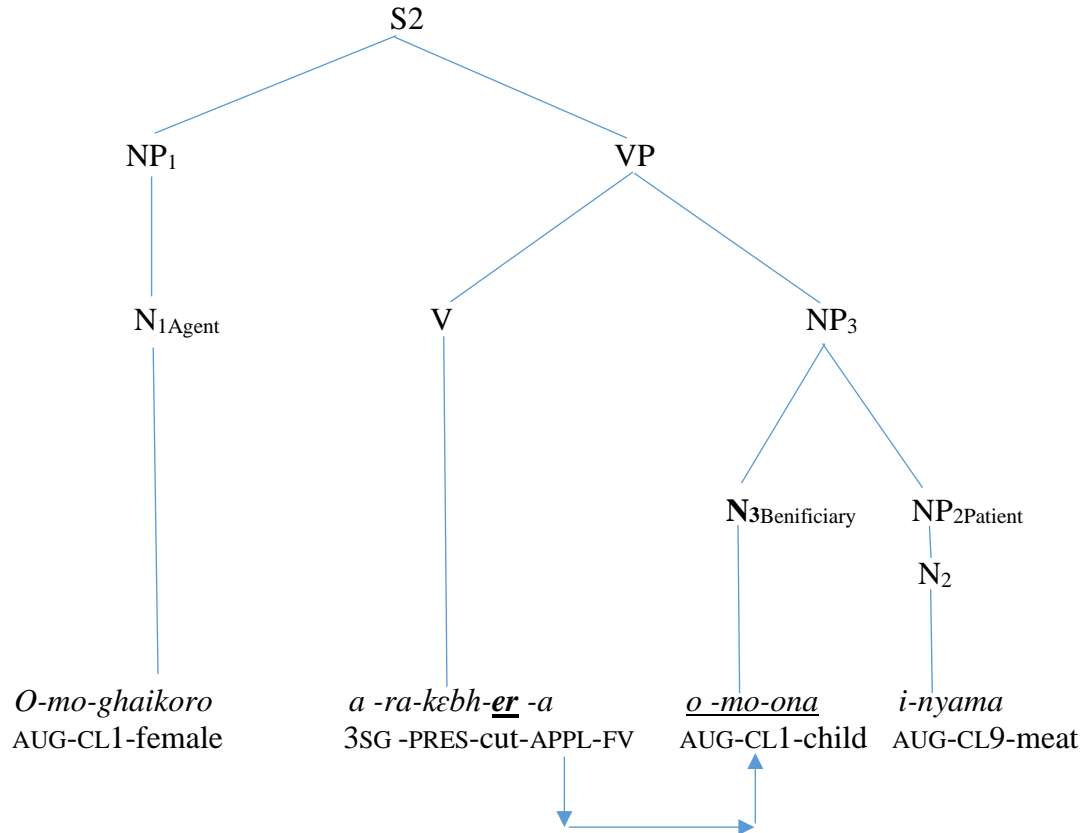 S2
NP₁ VP
N₁Agent V NP₃
N₃Benificiary NP₂Patient
N₂
O-mo-ghaikoro a -ra-kɛbh-er -a o -mo-ona i-nyama
AUG-CL1-female 3SG -PRES-cut-APPL-FV AUG-CL1-child AUG-CL9-meat